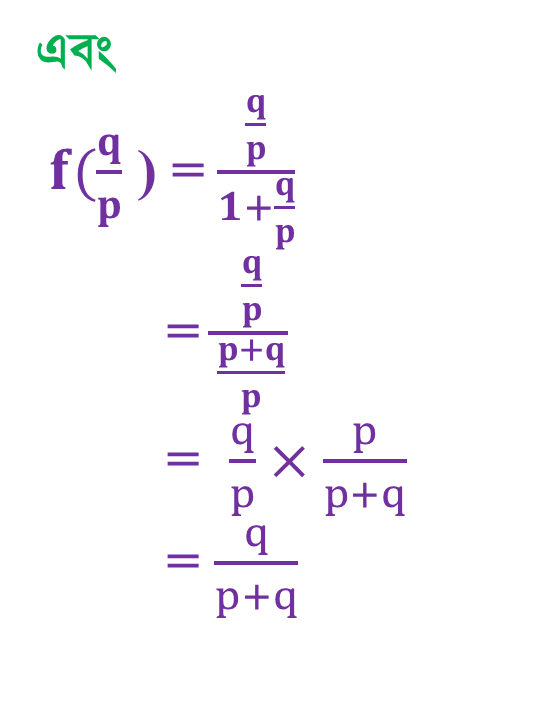 এবং
f(q/p) = (q/p)/(1+q/p)
= (q/p)/((p+q)/p)
= q/p × p/(p+q)
= q/(p+q)